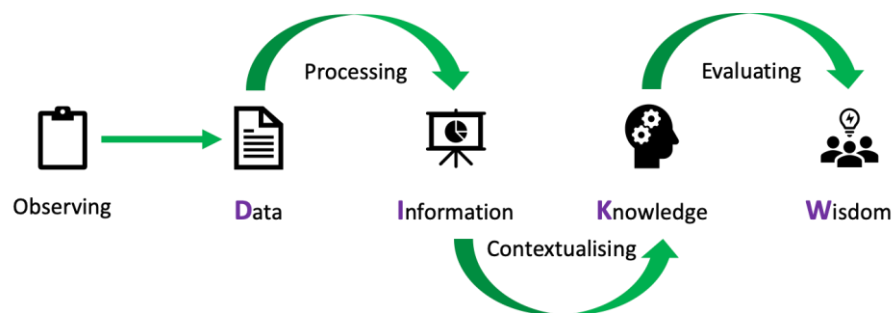 Processing
Evaluating
Observing
Data
Information
Knowledge
Wisdom
Contextualising